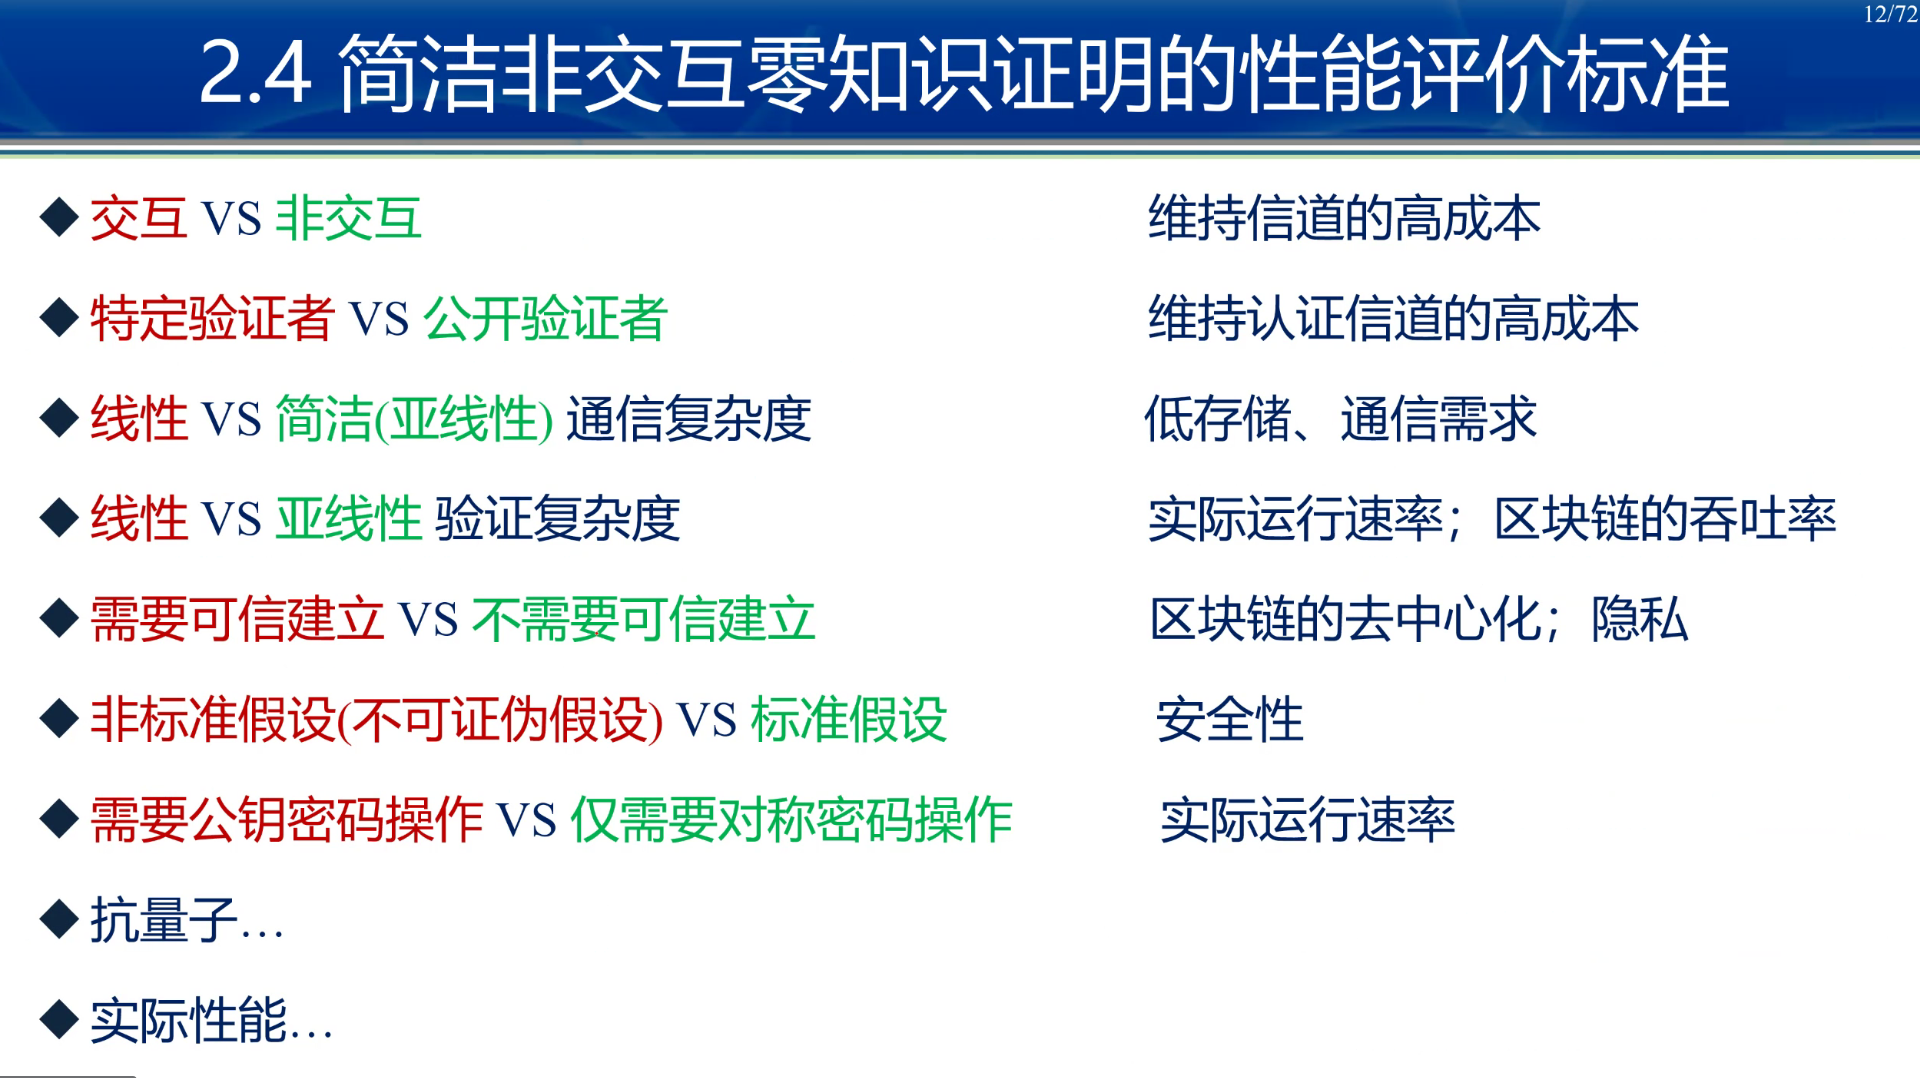 12/72
2.4 简洁非交互零知识证明的性能评价标准
◆ 交互 VS 非交互 维持信道的高成本
◆ 特定验证者 VS 公开验证者 维持认证信道的高成本
◆ 线性 VS 简洁(亚线性) 通信复杂度 低存储、通信需求
◆ 线性 VS 亚线性 验证复杂度 实际运行速率；区块链的吞吐率
◆ 需要可信建立 VS 不需要可信建立 区块链的去中心化；隐私
◆ 非标准假设(不可证伪假设) VS 标准假设 安全性
◆ 需要公钥密码操作 VS 仅需要对称密码操作 实际运行速率
◆ 抗量子…
◆ 实际性能…